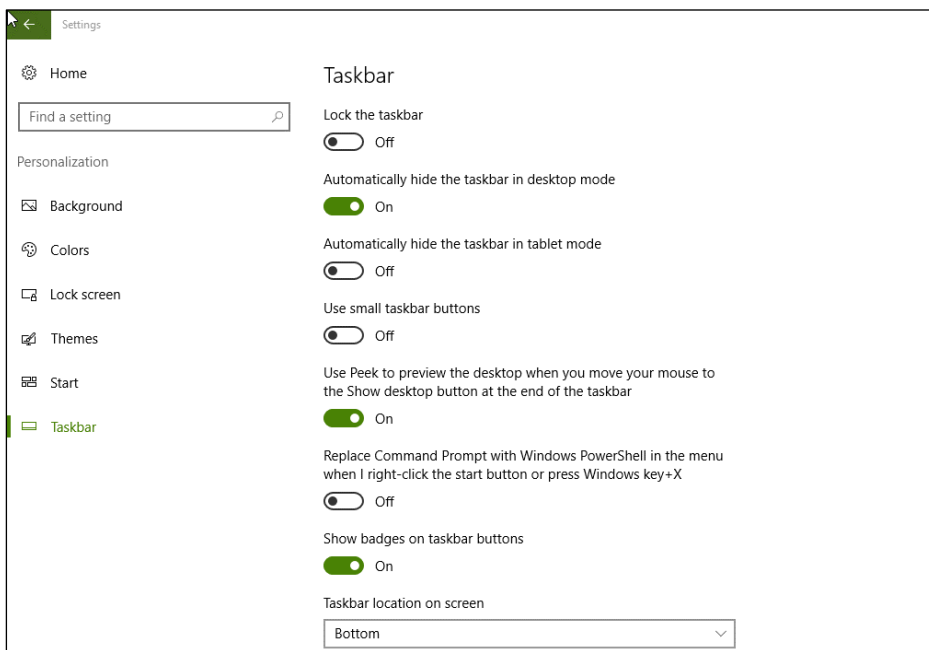 Settings
Home
Find a setting
Personalization
Background
Colors
Lock screen
Themes
Start
Taskbar
Taskbar
Lock the taskbar
Off
Automatically hide the taskbar in desktop mode
On
Automatically hide the taskbar in tablet mode
Off
Use small taskbar buttons
Off
Use Peek to preview the desktop when you move your mouse to
the Show desktop button at the end of the taskbar
On
Replace Command Prompt with Windows PowerShell in the menu
when I right-click the start button or press Windows key+X
Off
Show badges on taskbar buttons
On
Taskbar location on screen
Bottom